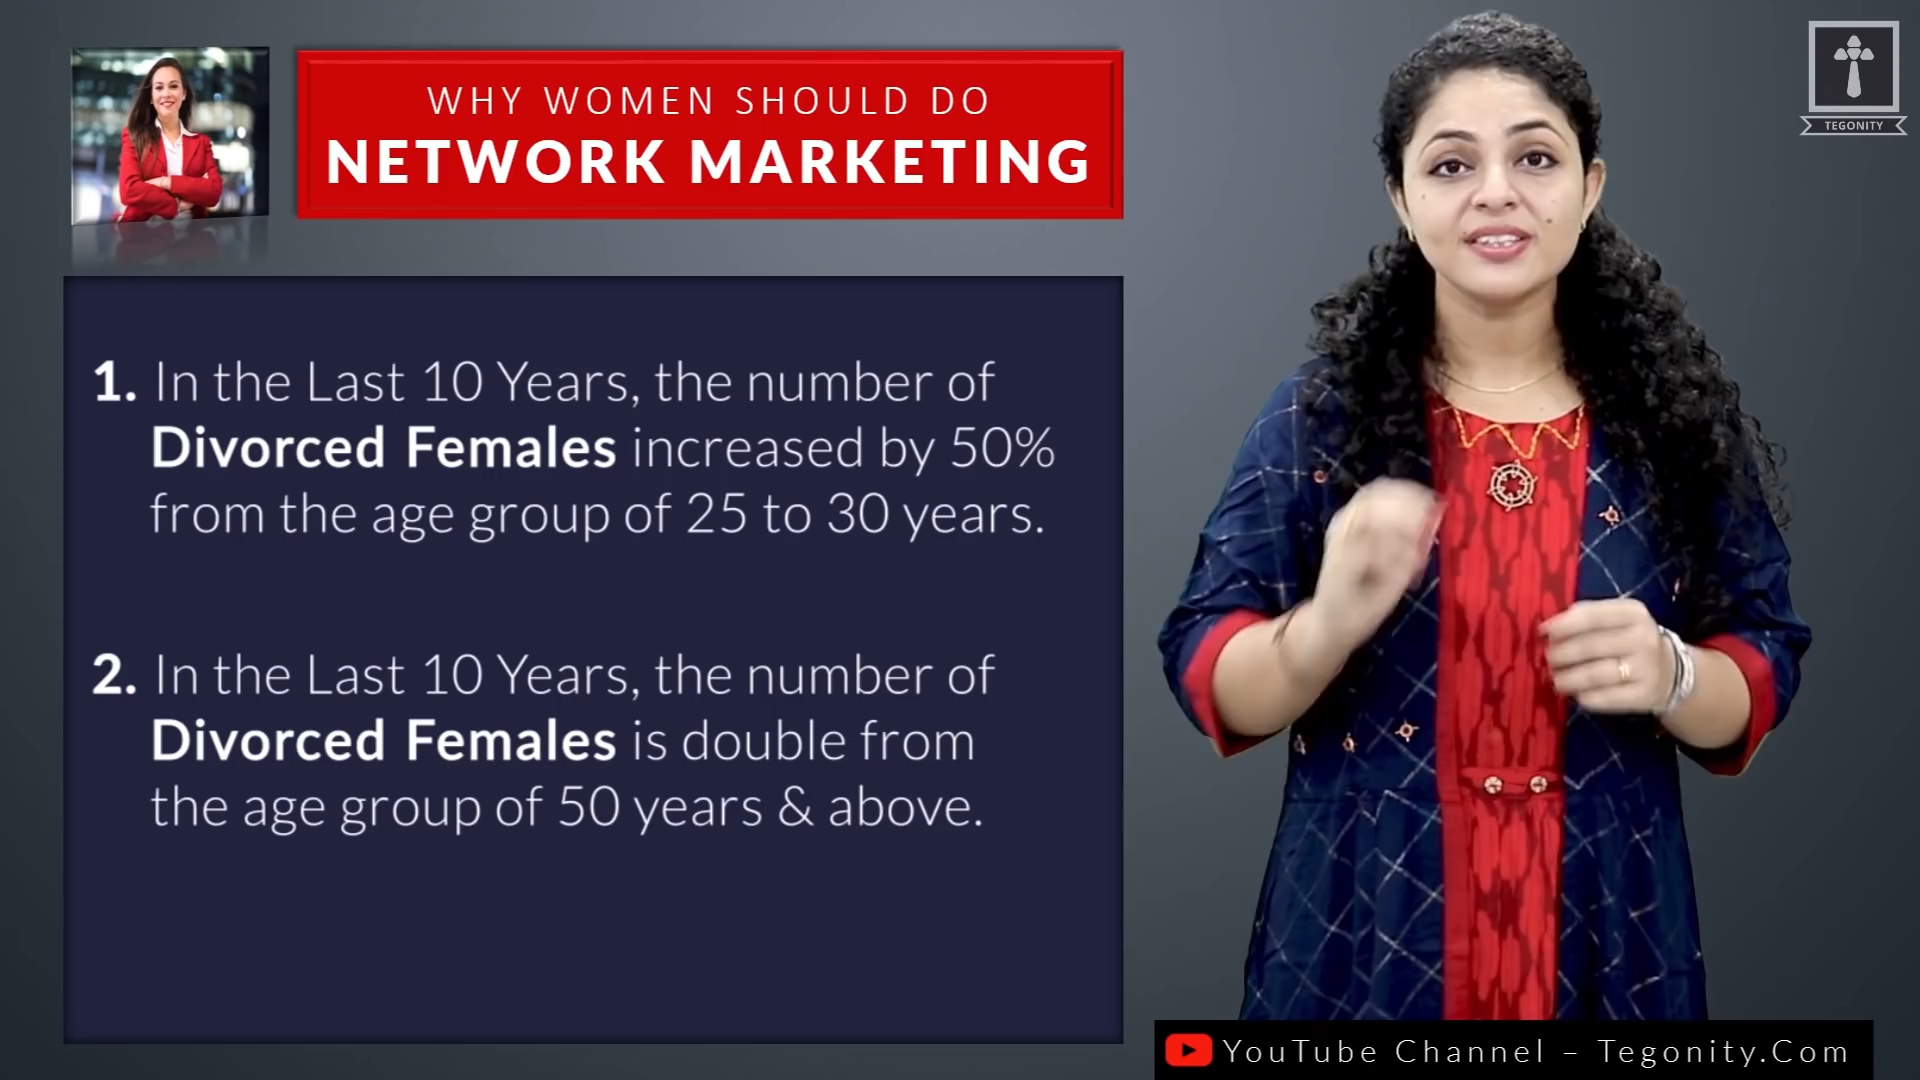 WHY WOMEN SHOULD DO
NETWORK MARKETING
TEGONITY
1. In the Last 10 Years, the number of
Divorced Females increased by 50%
from the age group of 25 to 30 years.
2. In the Last 10 Years, the number of
Divorced Females is double from
the age group of 50 years & above.
YouTube Channel – Tegonity.Com